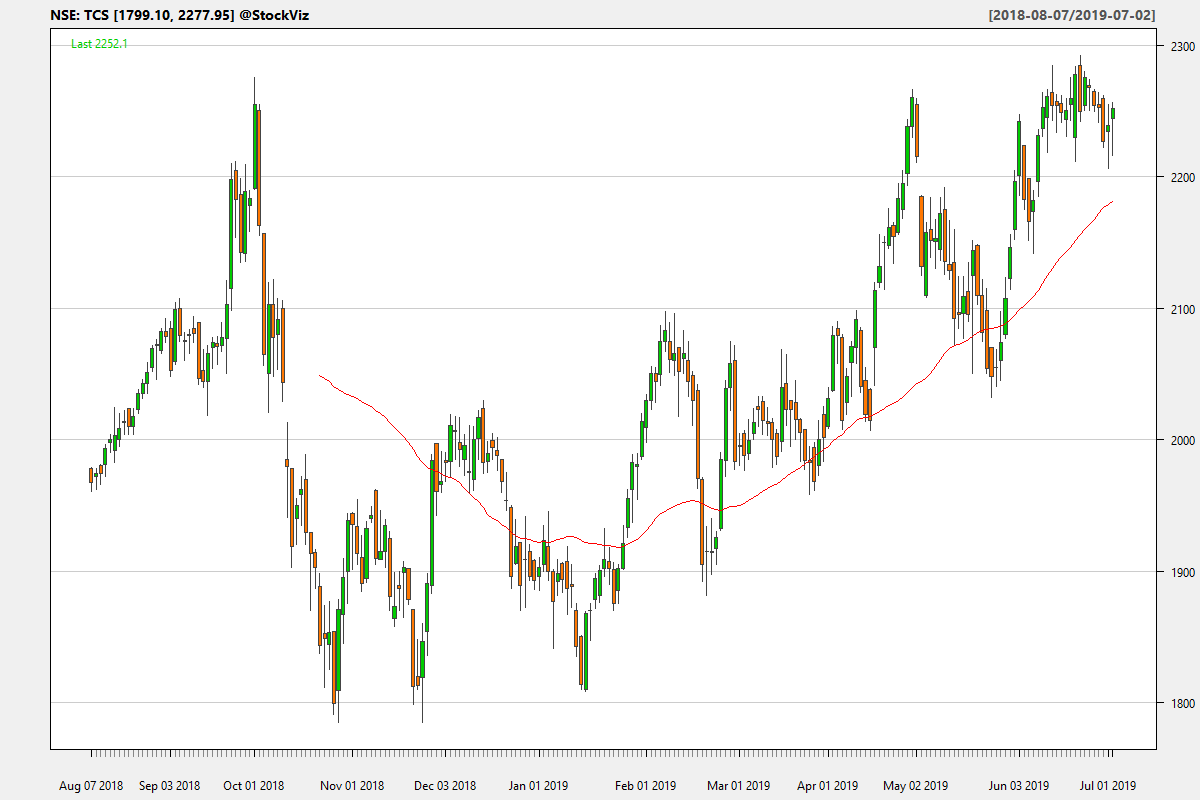 NSE: TCS [1799.10, 2277.95] @StockViz
[2018-08-07/2019-07-02]
Last 2252.1
2300
2200
2100
2000
1900
1800
Aug 07 2018 Sep 03 2018 Oct 01 2018 Nov 01 2018 Dec 03 2018 Jan 01 2019 Feb 01 2019 Mar 01 2019 Apr 01 2019 May 02 2019 Jun 03 2019 Jul 01 2019